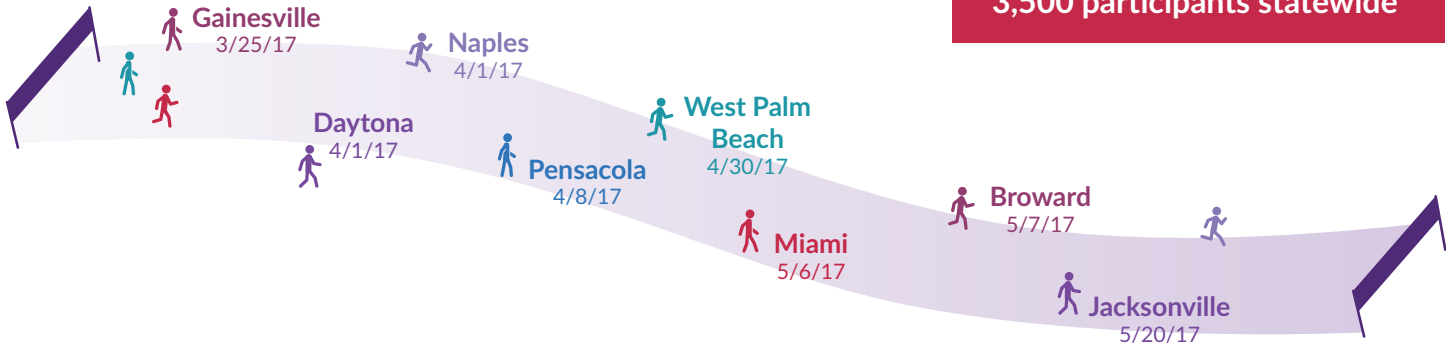 3,500 participants statewide
Gainesville
3/25/17
Naples
4/1/17
Daytona
4/1/17
West Palm
Beach
4/30/17
Pensacola
4/8/17
Miami
5/6/17
Broward
5/7/17
Jacksonville
5/20/17